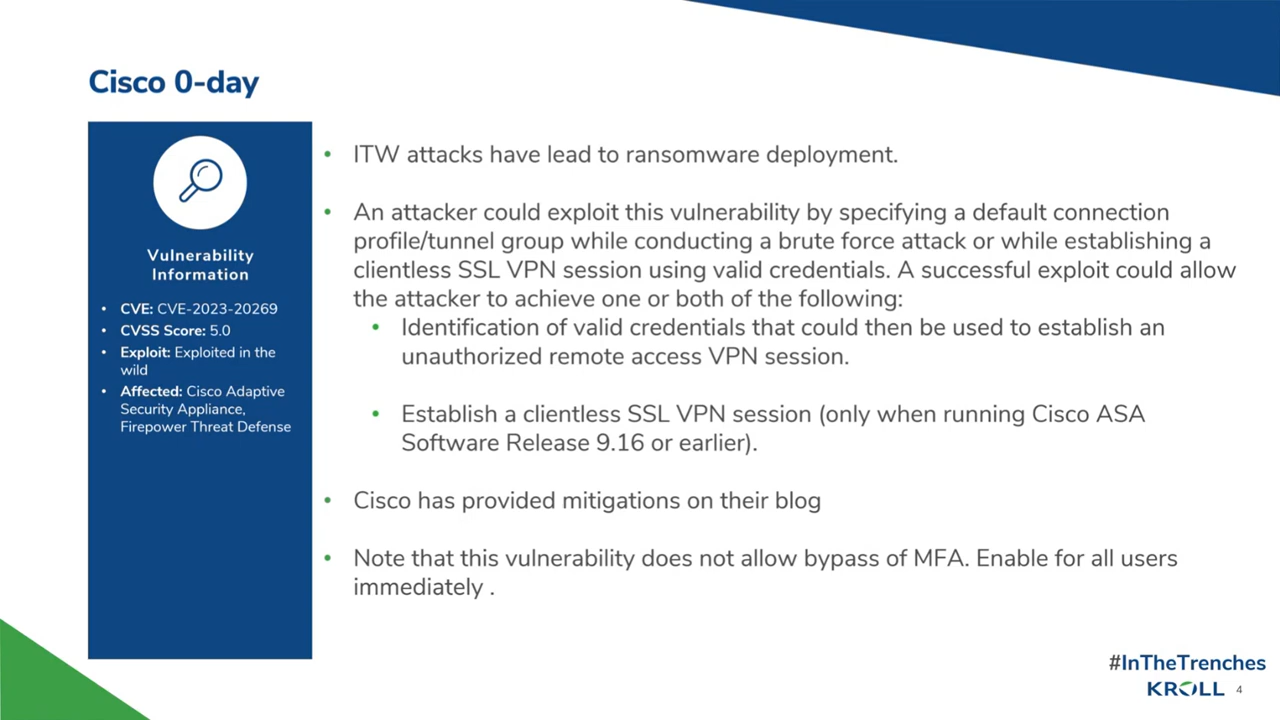 Cisco 0-day
Vulnerability
Information
• CVE: CVE-2023-20269
• CVSS Score: 5.0
• Exploit: Exploited in the
wild
• Affected: Cisco Adaptive
Security Appliance,
Firepower Threat Defense
• ITW attacks have lead to ransomware deployment.
• An attacker could exploit this vulnerability by specifying a default connection
profile/tunnel group while conducting a brute force attack or while establishing a
clientless SSL VPN session using valid credentials. A successful exploit could allow
the attacker to achieve one or both of the following:
• Identification of valid credentials that could then be used to establish an
unauthorized remote access VPN session.
• Establish a clientless SSL VPN session (only when running Cisco ASA
Software Release 9.16 or earlier).
• Cisco has provided mitigations on their blog
• Note that this vulnerability does not allow bypass of MFA. Enable for all users
immediately .
#InTheTrenches
KROLL 4